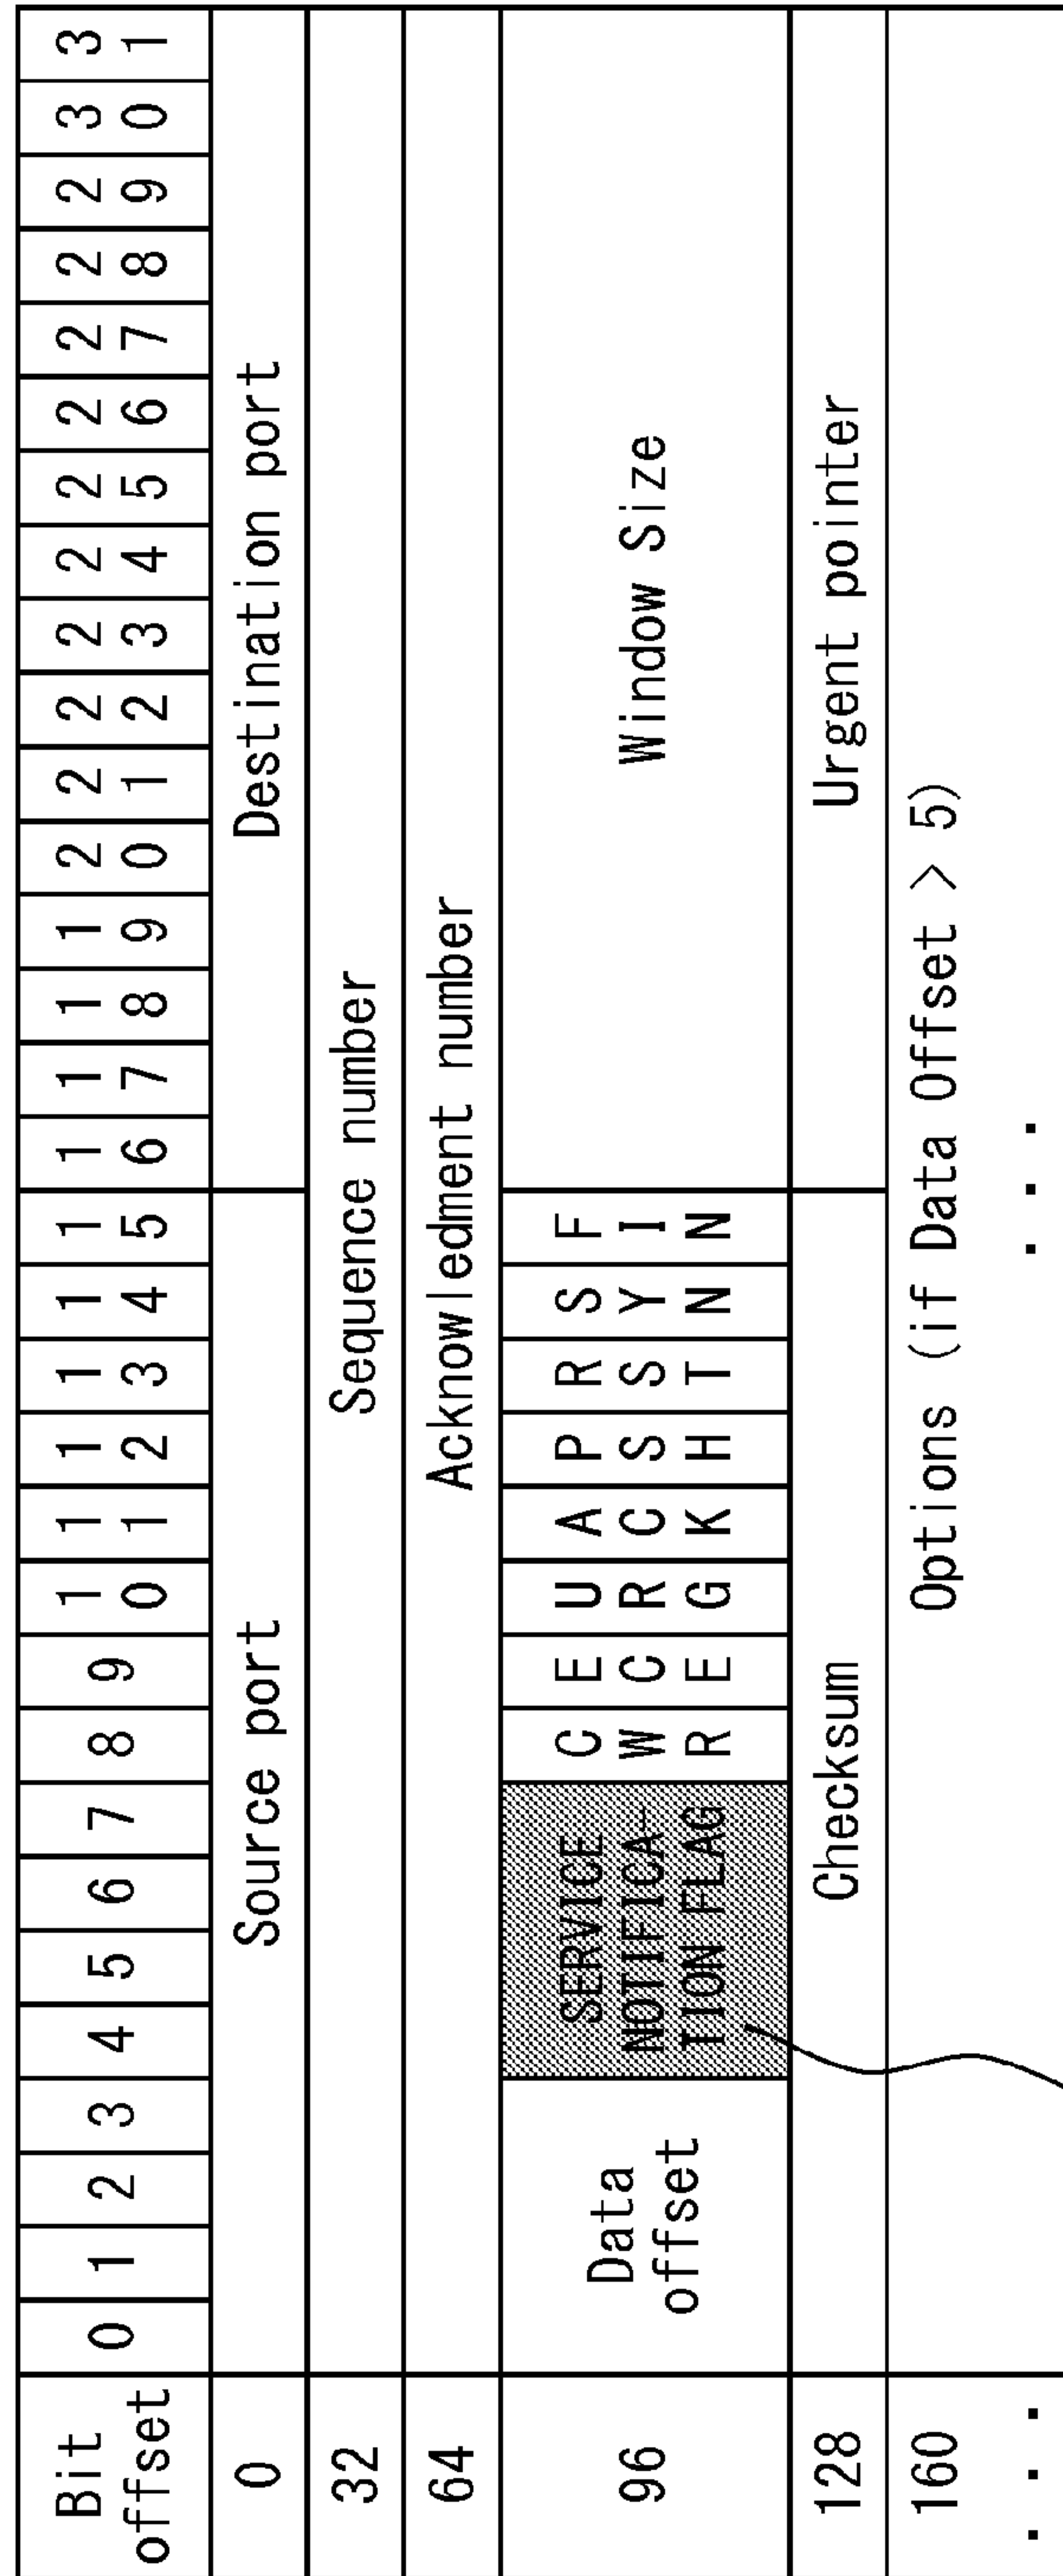 Bit offset 0 1 2 3 4 5 6 7 8 9 10 11 12 13 14 15 16 17 18 19 20 21 22 23 24 25 26 27 28 29 30 31
0 Source port Destination port
32 Sequence number
64 Acknowledment number
96 Data offset SERVICE NOTIFICA-TION FLAG CWR ECE URG ACK PSH RST SYN FIN Window Size
128 Checksum Urgent pointer
160 Options (if Data Offset > 5)
... ...